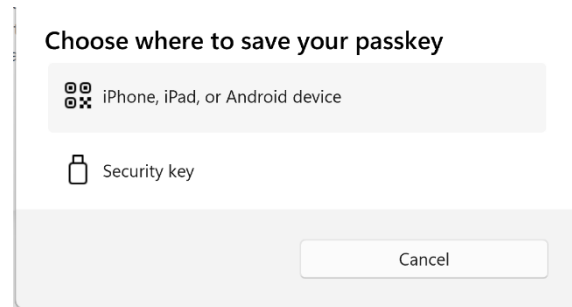 Choose where to save your passkey
iPhone, iPad, or Android device
Security key
Cancel